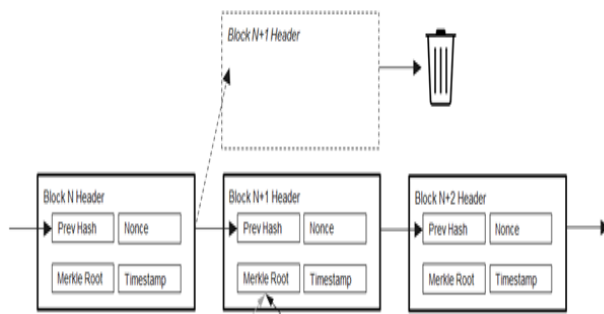 Block N+1 Header
Block N Header
Prev Hash
Nonce
Merkle Root
Timestamp
Block N+1 Header
Prev Hash
Nonce
Merkle Root
Timestamp
Block N+2 Header
Prev Hash
Nonce
Merkle Root
Timestamp